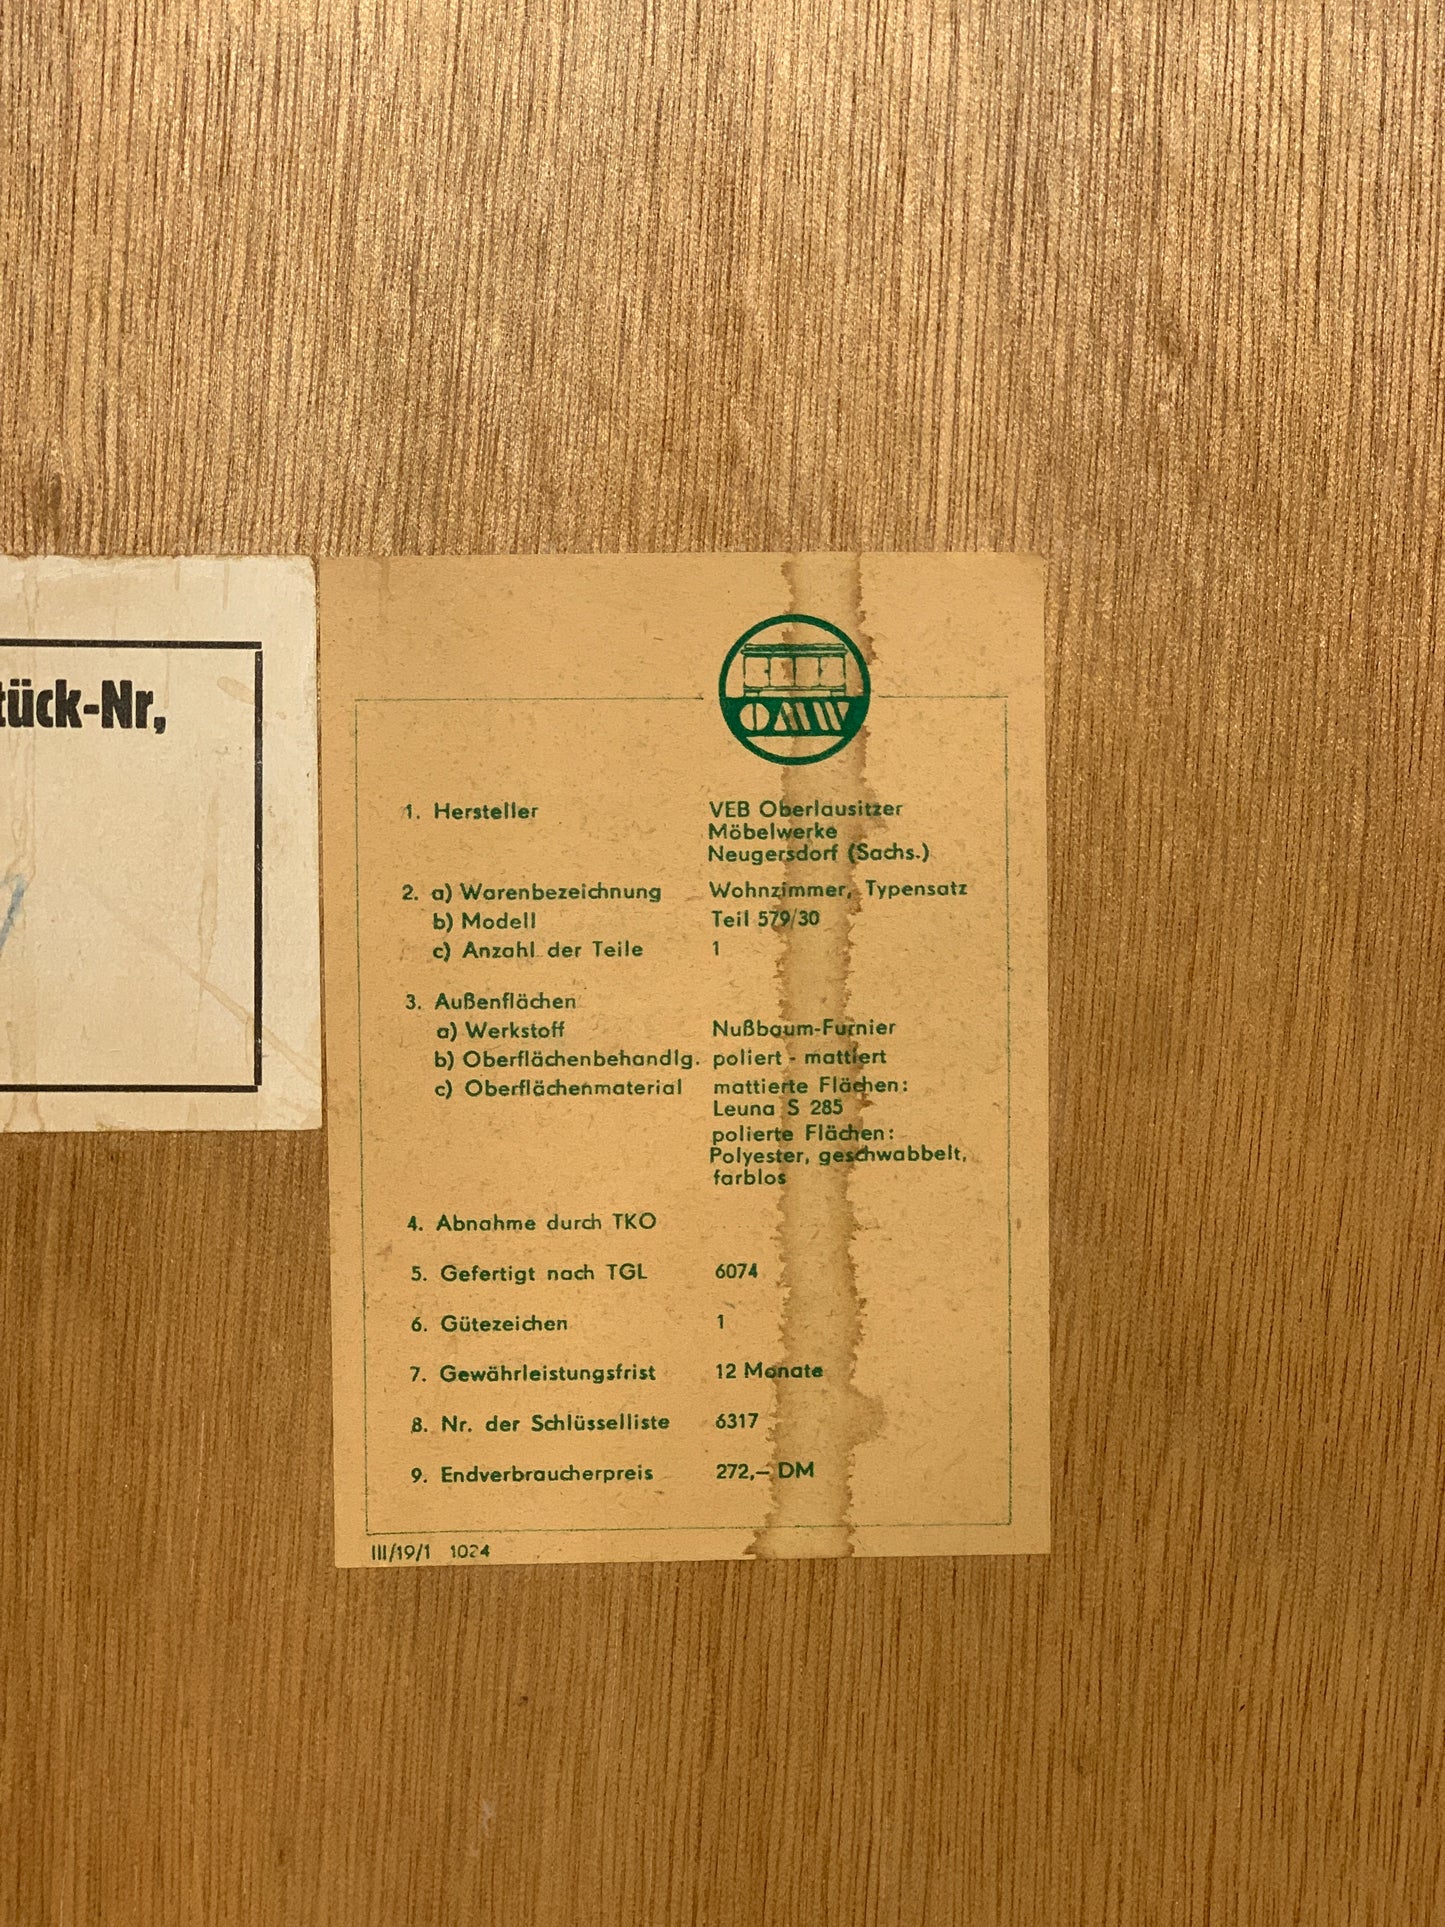 tück-Nr,
OMW
1. Hersteller VEB Oberlausitzer
Möbelwerke
Neugersdorf (Sachs.)
2. a) Warenbezeichnung Wohnzimmer, Typensatz
b) Modell Teil 579/30
c) Anzahl der Teile 1
3. Außenflächen
a) Werkstoff Nußbaum-Furnier
b) Oberflächenbehandlg. poliert - mattiert
c) Oberflächenmaterial mattierte Flächen:
Leuna S 285
polierte Flächen:
Polyester, geschwabbelt,
farblos
4. Abnahme durch TKO
5. Gefertigt nach TGL 6074
6. Gütezeichen 1
7. Gewährleistungsfrist 12 Monate
8. Nr. der Schlüsselliste 6317
9. Endverbraucherpreis 272,– DM
III/19/1 1024